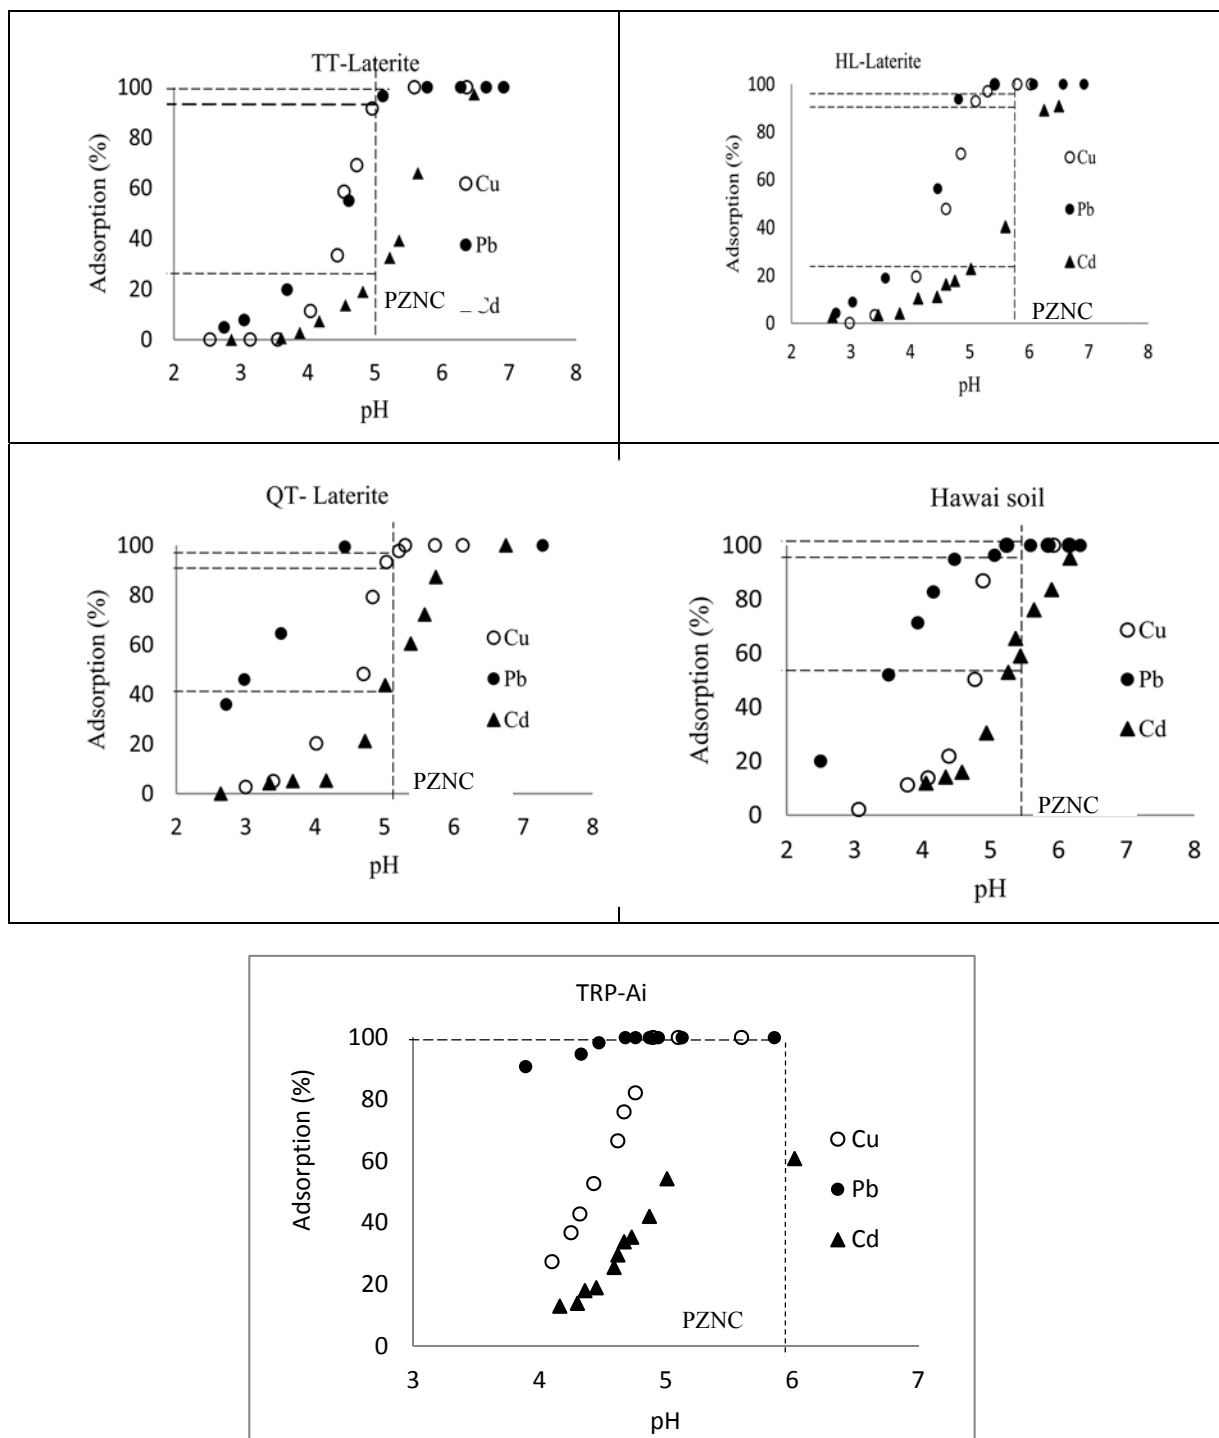 TT-Laterite
100
80
60
40
20
0
Adsorption (%)
Cu
Pb
Cd
PZNC
2 3 4 5 6 7 8
pH
HL-Laterite
100
80
60
40
20
0
Adsorption (%)
Cu
Pb
Cd
PZNC
2 3 4 5 6 7 8
pH
QT- Laterite
100
80
60
40
20
0
Adsorption (%)
Cu
Pb
Cd
PZNC
2 3 4 5 6 7 8
pH
Hawai soil
100
80
60
40
20
0
Adsorption (%)
Cu
Pb
Cd
PZNC
2 3 4 5 6 7 8
pH
TRP-Ai
100
80
60
40
20
0
Adsorption (%)
Cu
Pb
Cd
PZNC
3 4 5 6 7
pH